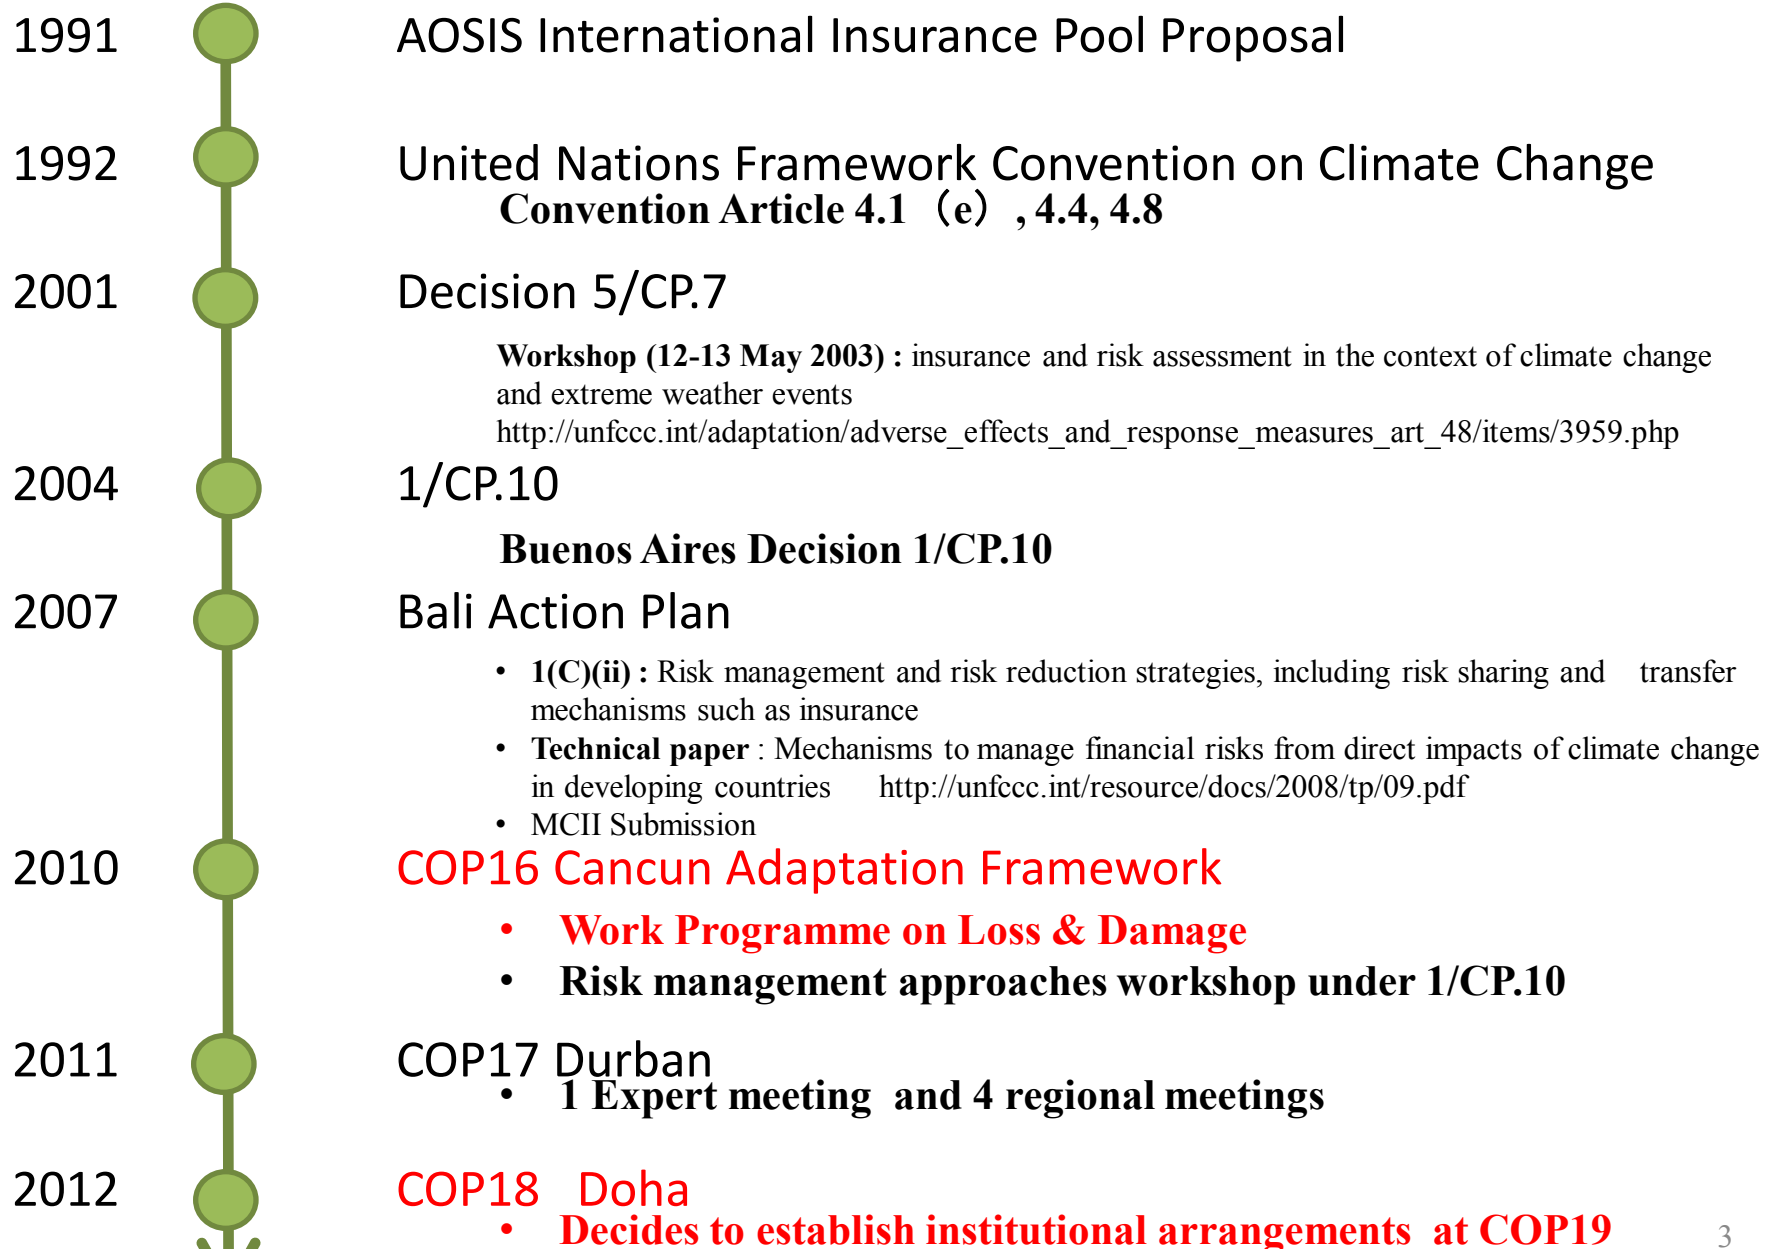 1991 AOSIS International Insurance Pool Proposal
1992 United Nations Framework Convention on Climate Change
Convention Article 4.1（e）, 4.4, 4.8
2001 Decision 5/CP.7
Workshop (12-13 May 2003) : insurance and risk assessment in the context of climate change
and extreme weather events
http://unfccc.int/adaptation/adverse_effects_and_response_measures_art_48/items/3959.php
2004 1/CP.10
Buenos Aires Decision 1/CP.10
2007 Bali Action Plan
• 1(C)(ii) : Risk management and risk reduction strategies, including risk sharing and transfer
mechanisms such as insurance
• Technical paper : Mechanisms to manage financial risks from direct impacts of climate change
in developing countries http://unfccc.int/resource/docs/2008/tp/09.pdf
• MCII Submission
2010 COP16 Cancun Adaptation Framework
• Work Programme on Loss & Damage
• Risk management approaches workshop under 1/CP.10
2011 COP17 Durban
• 1 Expert meeting and 4 regional meetings
2012 COP18 Doha
• Decides to establish institutional arrangements at COP19
3